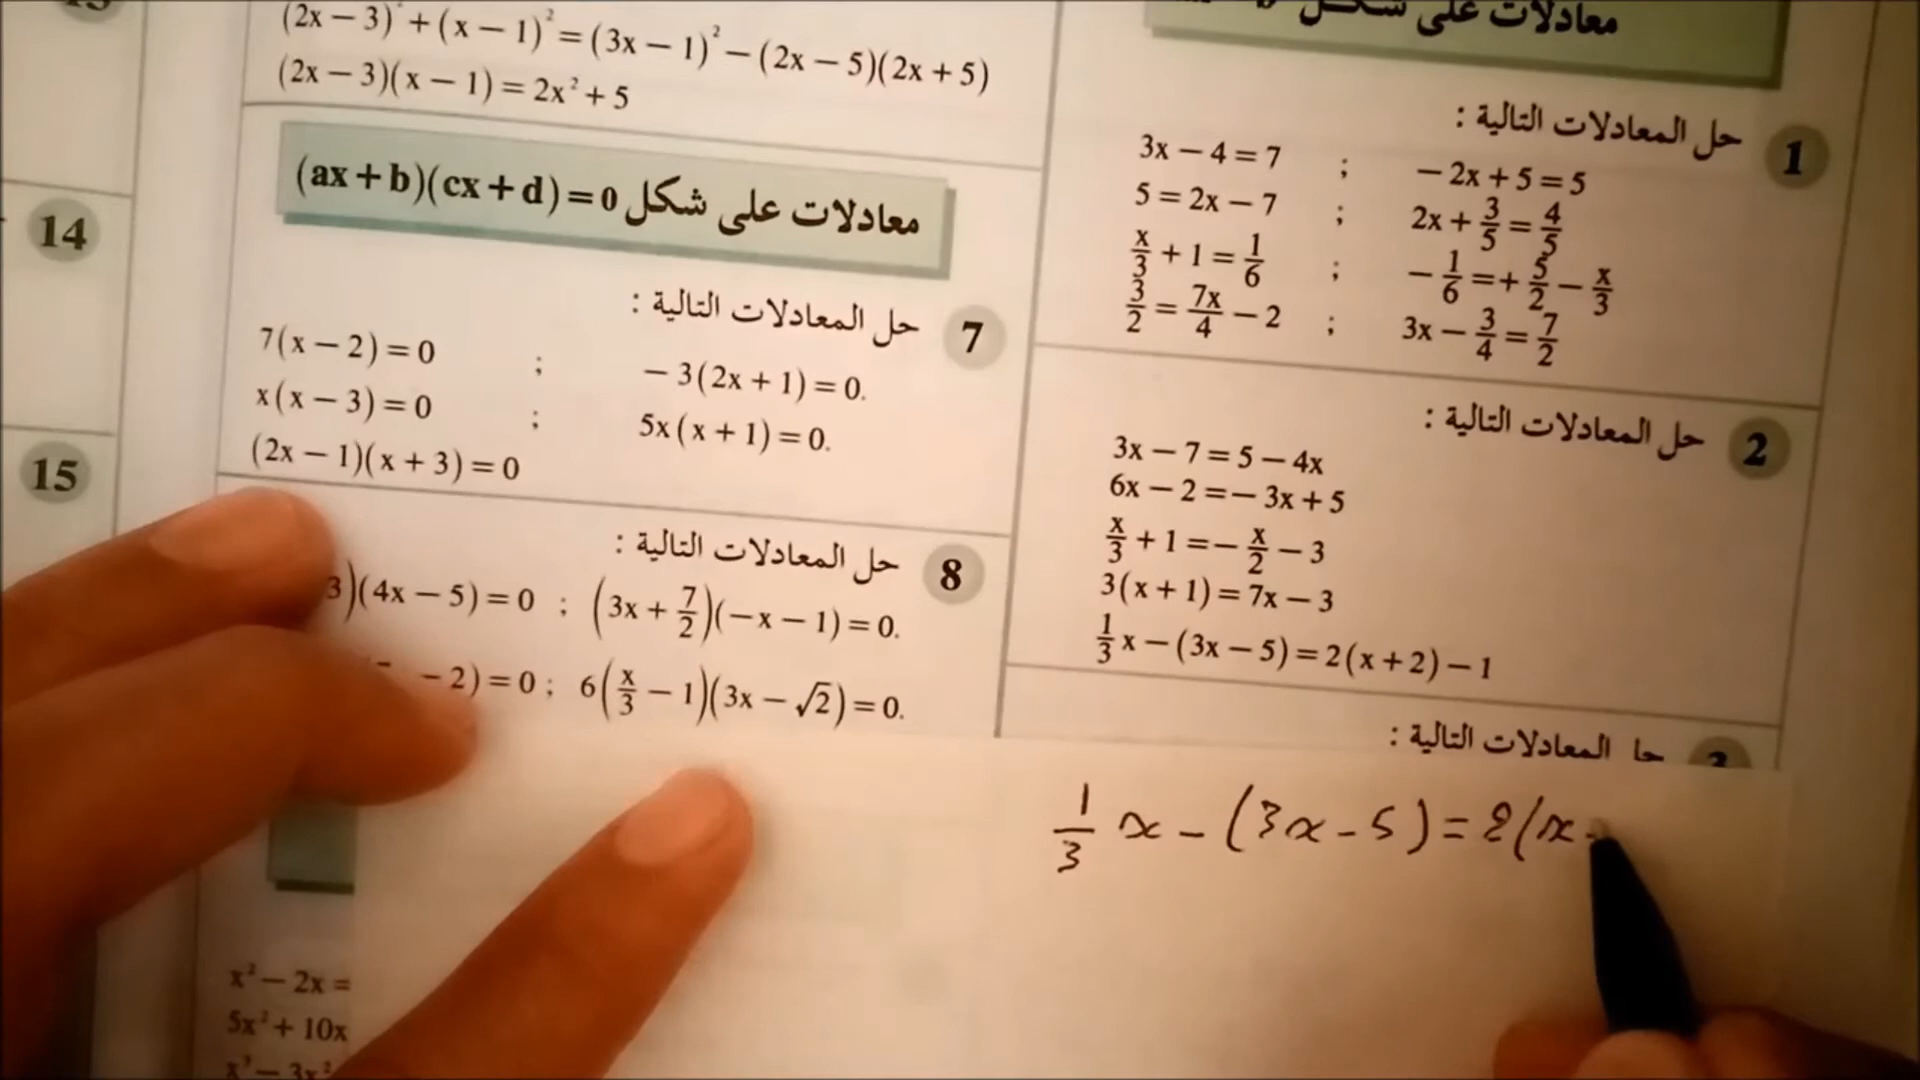 معادلات على شكل
1
حل المعادلات التالية :
3x − 4 = 7 ; − 2x + 5 = 5
5 = 2x − 7 ; 2x + 3/5 = 4/5
x/3 + 1 = 1/6 ; − 1/6 = + 5/2 − x/3
3/2 = 7x/4 − 2 ; 3x − 3/4 = 7/2
2
حل المعادلات التالية :
3x − 7 = 5 − 4x
6x − 2 = − 3x + 5
x/3 + 1 = − x/2 − 3
3(x + 1) = 7x − 3
1/3 x − (3x − 5) = 2(x + 2) − 1
المعادلات التالية :
1/3 x − (3x − 5) = 2(x
(2x − 3)² + (x − 1)² = (3x − 1)² − (2x − 5)(2x + 5)
(2x − 3)(x − 1) = 2x² + 5
معادلات على شكل (ax + b)(cx + d) = 0
7
حل المعادلات التالية :
7(x − 2) = 0 ; − 3(2x + 1) = 0.
x(x − 3) = 0 ; 5x(x + 1) = 0.
(2x − 1)(x + 3) = 0
8
حل المعادلات التالية :
3)(4x − 5) = 0 ; (3x + 7/2)(− x − 1) = 0.
− 2) = 0 ; 6(x/3 − 1)(3x − √2) = 0.
x² − 2x =
5x² + 10x
14
15